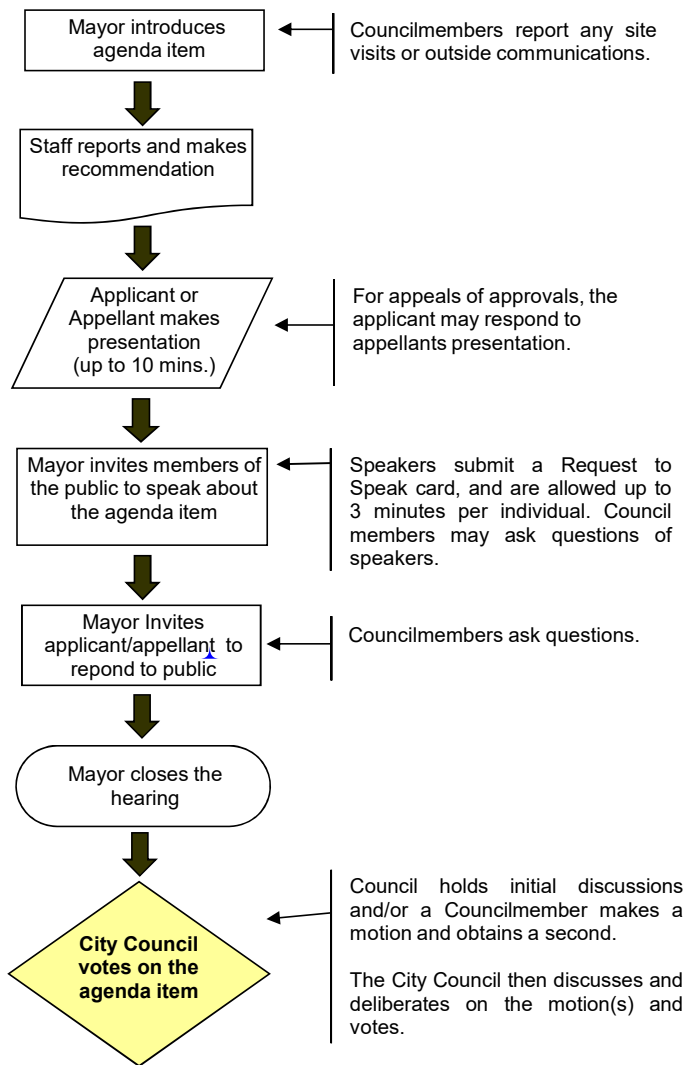 Mayor introduces
agenda item
Councilmembers report any site
visits or outside communications.
Staff reports and makes
recommendation
Applicant or
Appellant makes
presentation
(up to 10 mins.)
For appeals of approvals, the
applicant may respond to
appellants presentation.
Mayor invites members of
the public to speak about
the agenda item
Speakers submit a Request to
Speak card, and are allowed up to
3 minutes per individual. Council
members may ask questions of
speakers.
Mayor Invites
applicant/appellant to
repond to public
Councilmembers ask questions.
Mayor closes the
hearing
City Council
votes on the
agenda item
Council holds initial discussions
and/or a Councilmember makes a
motion and obtains a second.
The City Council then discusses and
deliberates on the motion(s) and
votes.